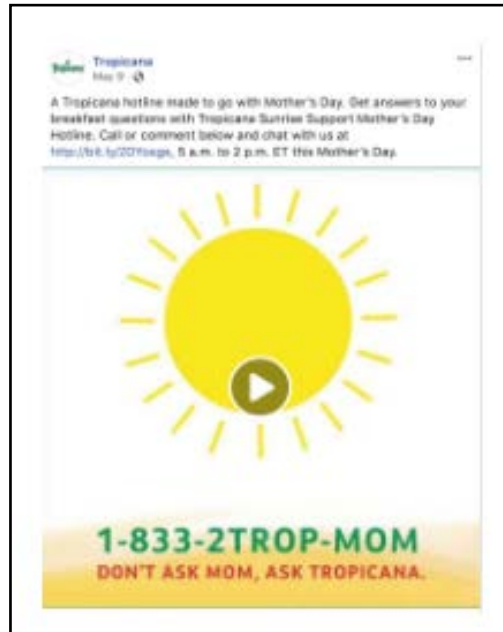 Tropicana
May 9
A Tropicana hotline made to go with Mother's Day. Get answers to your
breakfast questions with Tropicana Sunrise Support Mother's Day
Hotline. Call or comment below and chat with us at
5 a.m. to 2 p.m. ET this Mother's Day.
1-833-2TROP-MOM
DON'T ASK MOM, ASK TROPICANA.